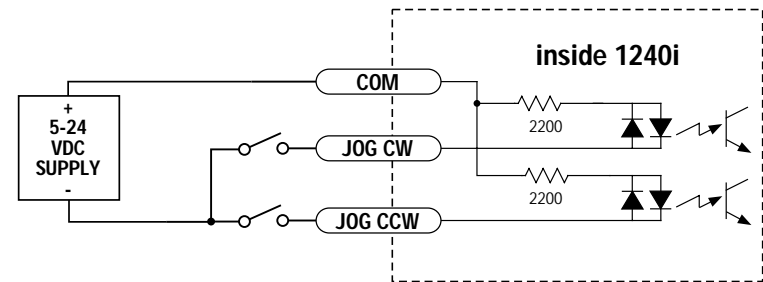 inside 1240i
COM
+
5-24
VDC
SUPPLY
-
2200
JOG CW
2200
JOG CCW